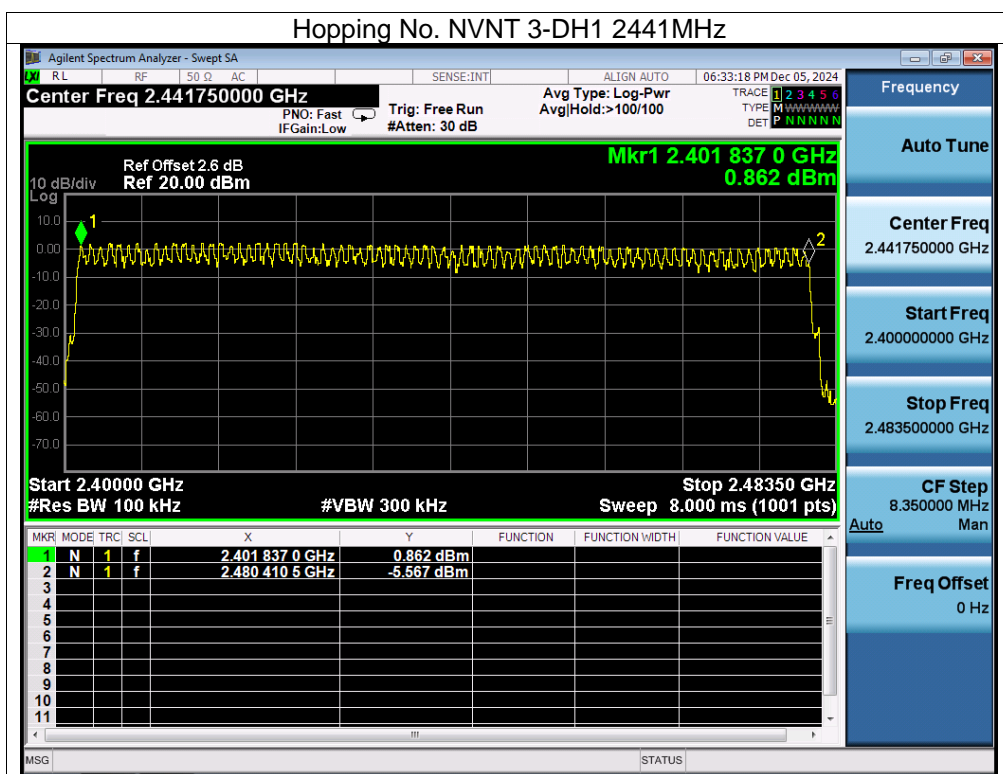 Hopping No. NVNT 3-DH1 2441MHz
Agilent Spectrum Analyzer - Swept SA
LXI RL RF 50 Ω AC SENSE:INT ALIGN AUTO 06:33:18 PM Dec 05, 2024
Center Freq 2.441750000 GHz
PNO: Fast
IFGain:Low
Trig: Free Run
#Atten: 30 dB
Avg Type: Log-Pwr
Avg|Hold:>100/100
TRACE 1 2 3 4 5 6
TYPE M WWWWW
DET P N N N N N
Ref Offset 2.6 dB
Ref 20.00 dBm
10 dB/div
Log
Mkr1 2.401 837 0 GHz
0.862 dBm
10.0
0.00
-10.0
-20.0
-30.0
-40.0
-50.0
-60.0
-70.0
1
2
Start 2.40000 GHz
Stop 2.48350 GHz
#Res BW 100 kHz
#VBW 300 kHz
Sweep 8.000 ms (1001 pts)
MKR MODE TRC SCL X Y FUNCTION FUNCTION WIDTH FUNCTION VALUE
1 N 1 f 2.401 837 0 GHz 0.862 dBm
2 N 1 f 2.480 410 5 GHz -5.567 dBm
3
4
5
6
7
8
9
10
11
MSG
STATUS
Frequency
Auto Tune
Center Freq
2.441750000 GHz
Start Freq
2.400000000 GHz
Stop Freq
2.483500000 GHz
CF Step
8.350000 MHz
Auto Man
Freq Offset
0 Hz